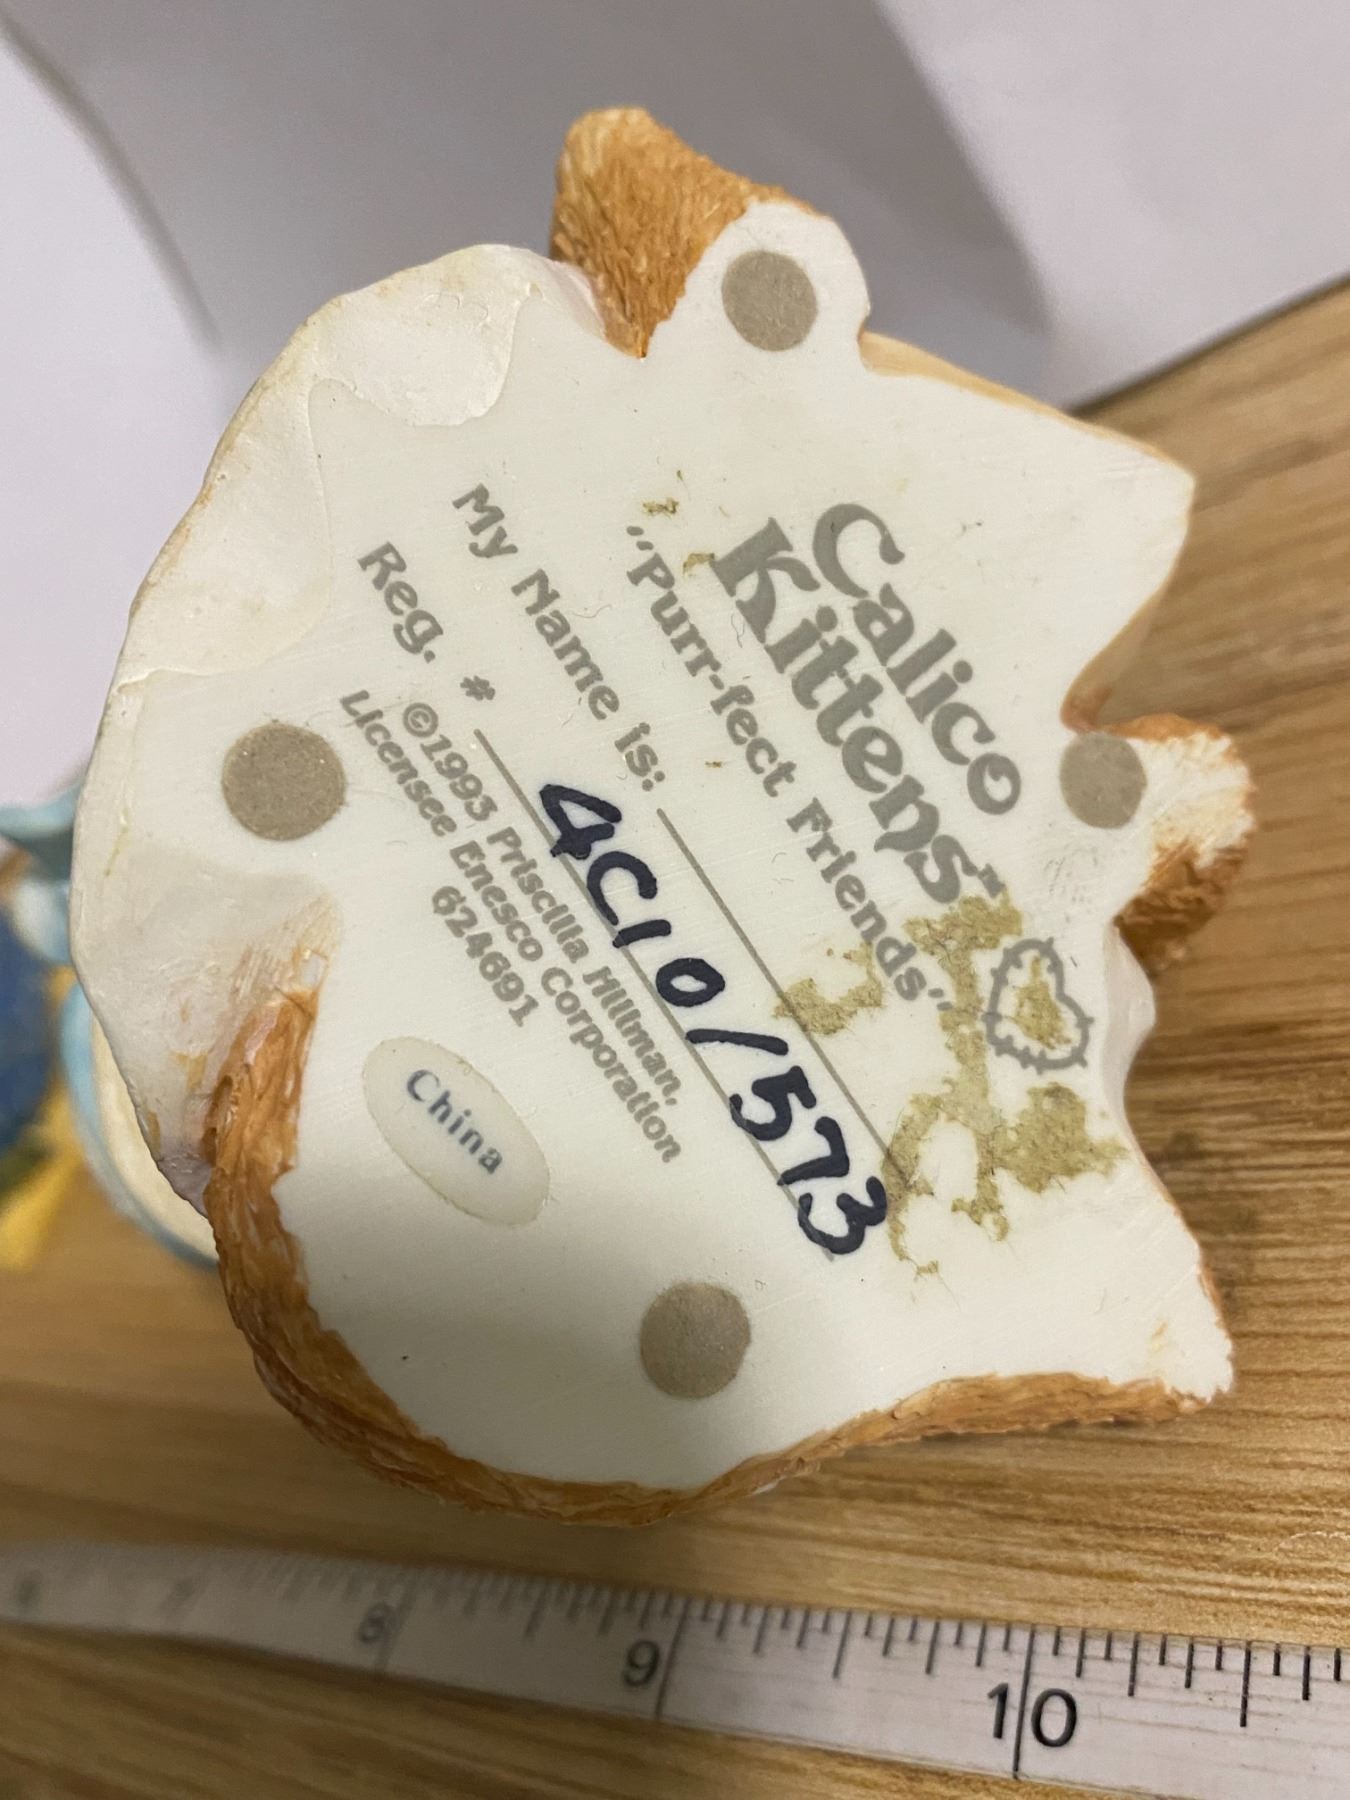 Calico
Kittens™
"Purr-fect Friends"
My Name is:
Reg. # 4C10/573
©1993 Priscilla Hillman,
Licensee Enesco Corporation
624691
China
8
9
10